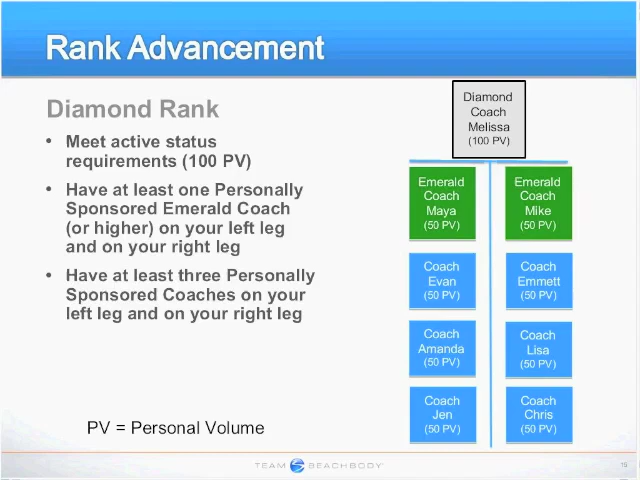 Rank Advancement
Diamond Rank
• Meet active status
requirements (100 PV)
• Have at least one Personally
Sponsored Emerald Coach
(or higher) on your left leg
and on your right leg
• Have at least three Personally
Sponsored Coaches on your
left leg and on your right leg
PV = Personal Volume
Diamond
Coach
Melissa
(100 PV)
Emerald
Coach
Maya
(50 PV)
Emerald
Coach
Mike
(50 PV)
Coach
Evan
(50 PV)
Coach
Emmett
(50 PV)
Coach
Amanda
(50 PV)
Coach
Lisa
(50 PV)
Coach
Jen
(50 PV)
Coach
Chris
(50 PV)
TEAM BEACHBODY